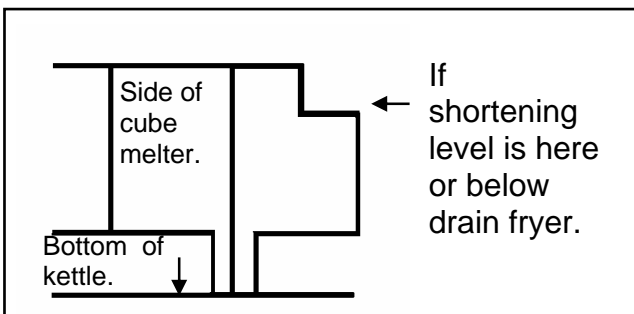 Side of
cube
melter.
Bottom of
kettle.
If
shortening
level is here
or below
drain fryer.